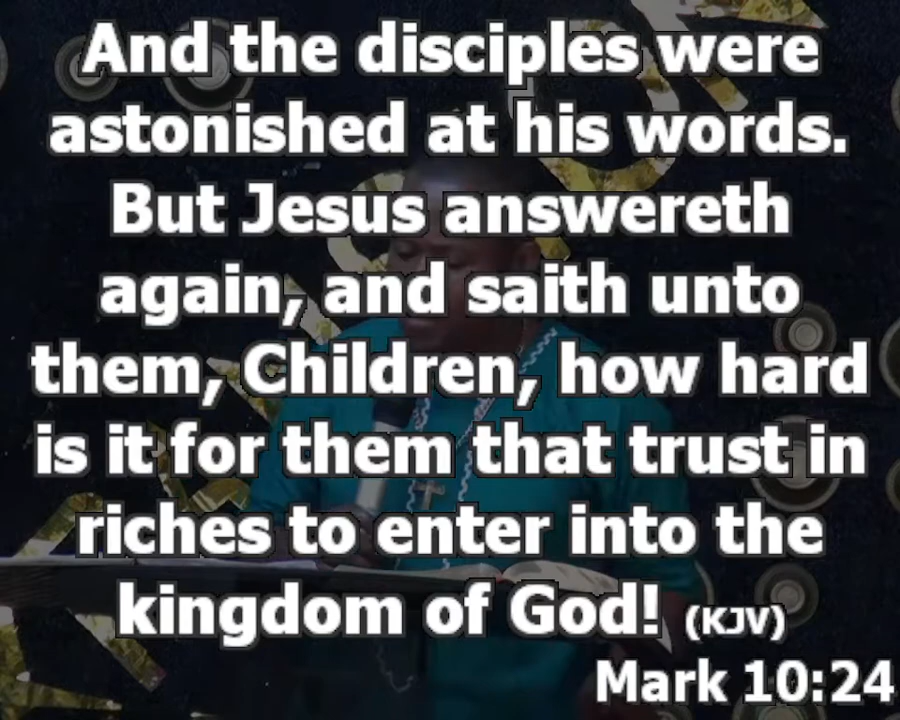 And the disciples were
astonished at his words.
But Jesus answereth
again, and saith unto
them, Children, how hard
is it for them that trust in
riches to enter into the
kingdom of God! (KJV)
Mark 10:24